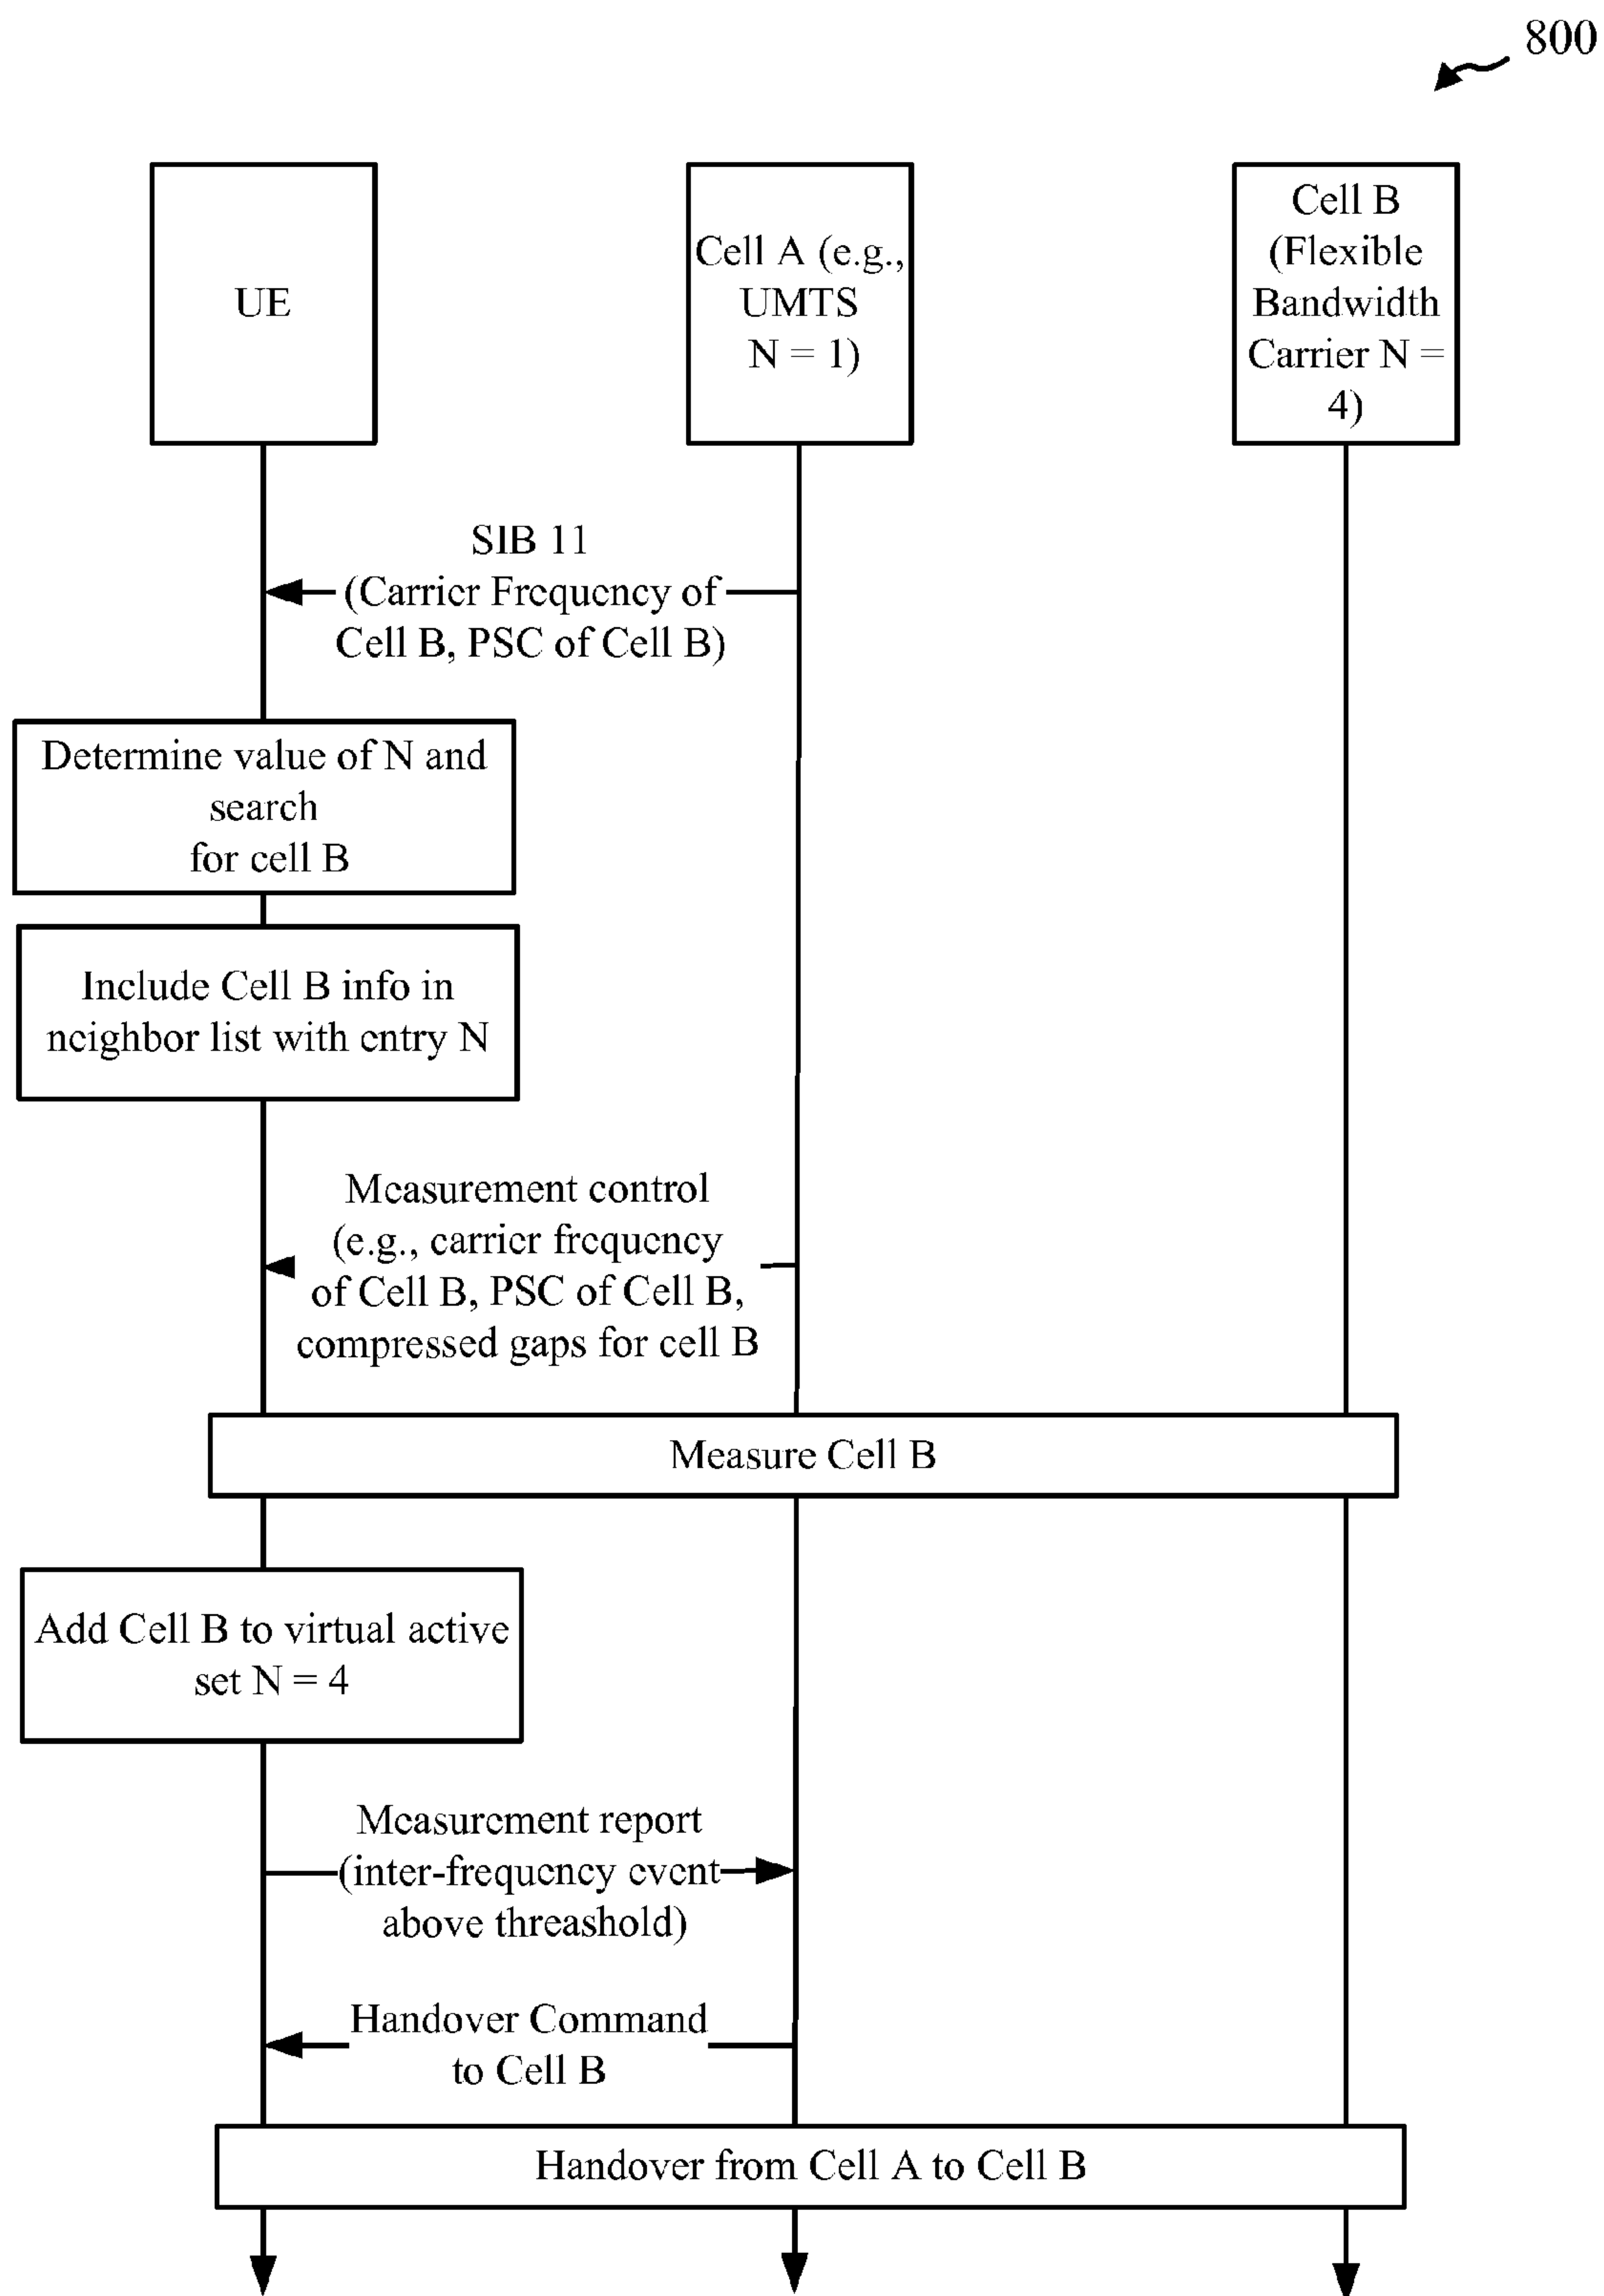 800
UE
Cell A (e.g.,
UMTS
N = 1)
Cell B
(Flexible
Bandwidth
Carrier N =
4)
SIB 11
(Carrier Frequency of
Cell B, PSC of Cell B)
Determine value of N and
search
for cell B
Include Cell B info in
neighbor list with entry N
Measurement control
(e.g., carrier frequency
of Cell B, PSC of Cell B,
compressed gaps for cell B
Measure Cell B
Add Cell B to virtual active
set N = 4
Measurement report
(inter-frequency event
above threashold)
Handover Command
to Cell B
Handover from Cell A to Cell B